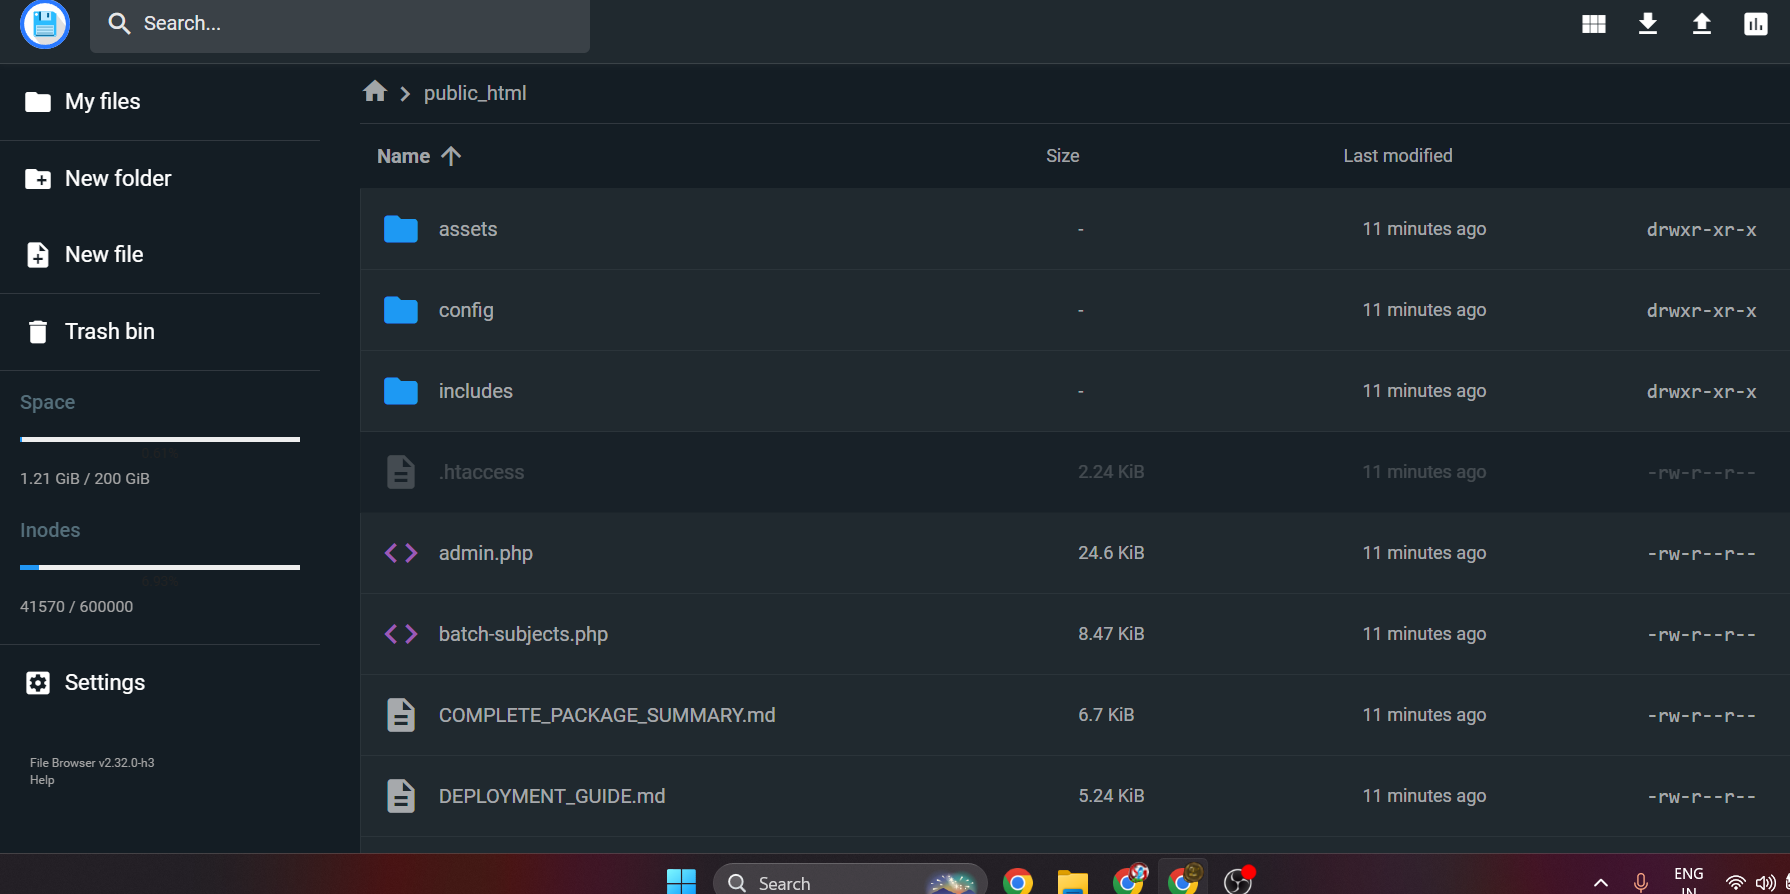 Search...
My files
New folder
New file
Trash bin
Space
1.21 GiB / 200 GiB
Inodes
41570 / 600000
Settings
File Browser v2.32.0-h3
Help
public_html
Name Size Last modified
assets - 11 minutes ago drwxr-xr-x
config - 11 minutes ago drwxr-xr-x
includes - 11 minutes ago drwxr-xr-x
.htaccess 2.24 KiB 11 minutes ago -rw-r--r--
admin.php 24.6 KiB 11 minutes ago -rw-r--r--
batch-subjects.php 8.47 KiB 11 minutes ago -rw-r--r--
COMPLETE_PACKAGE_SUMMARY.md 6.7 KiB 11 minutes ago -rw-r--r--
DEPLOYMENT_GUIDE.md 5.24 KiB 11 minutes ago -rw-r--r--
Search
ENG
IN